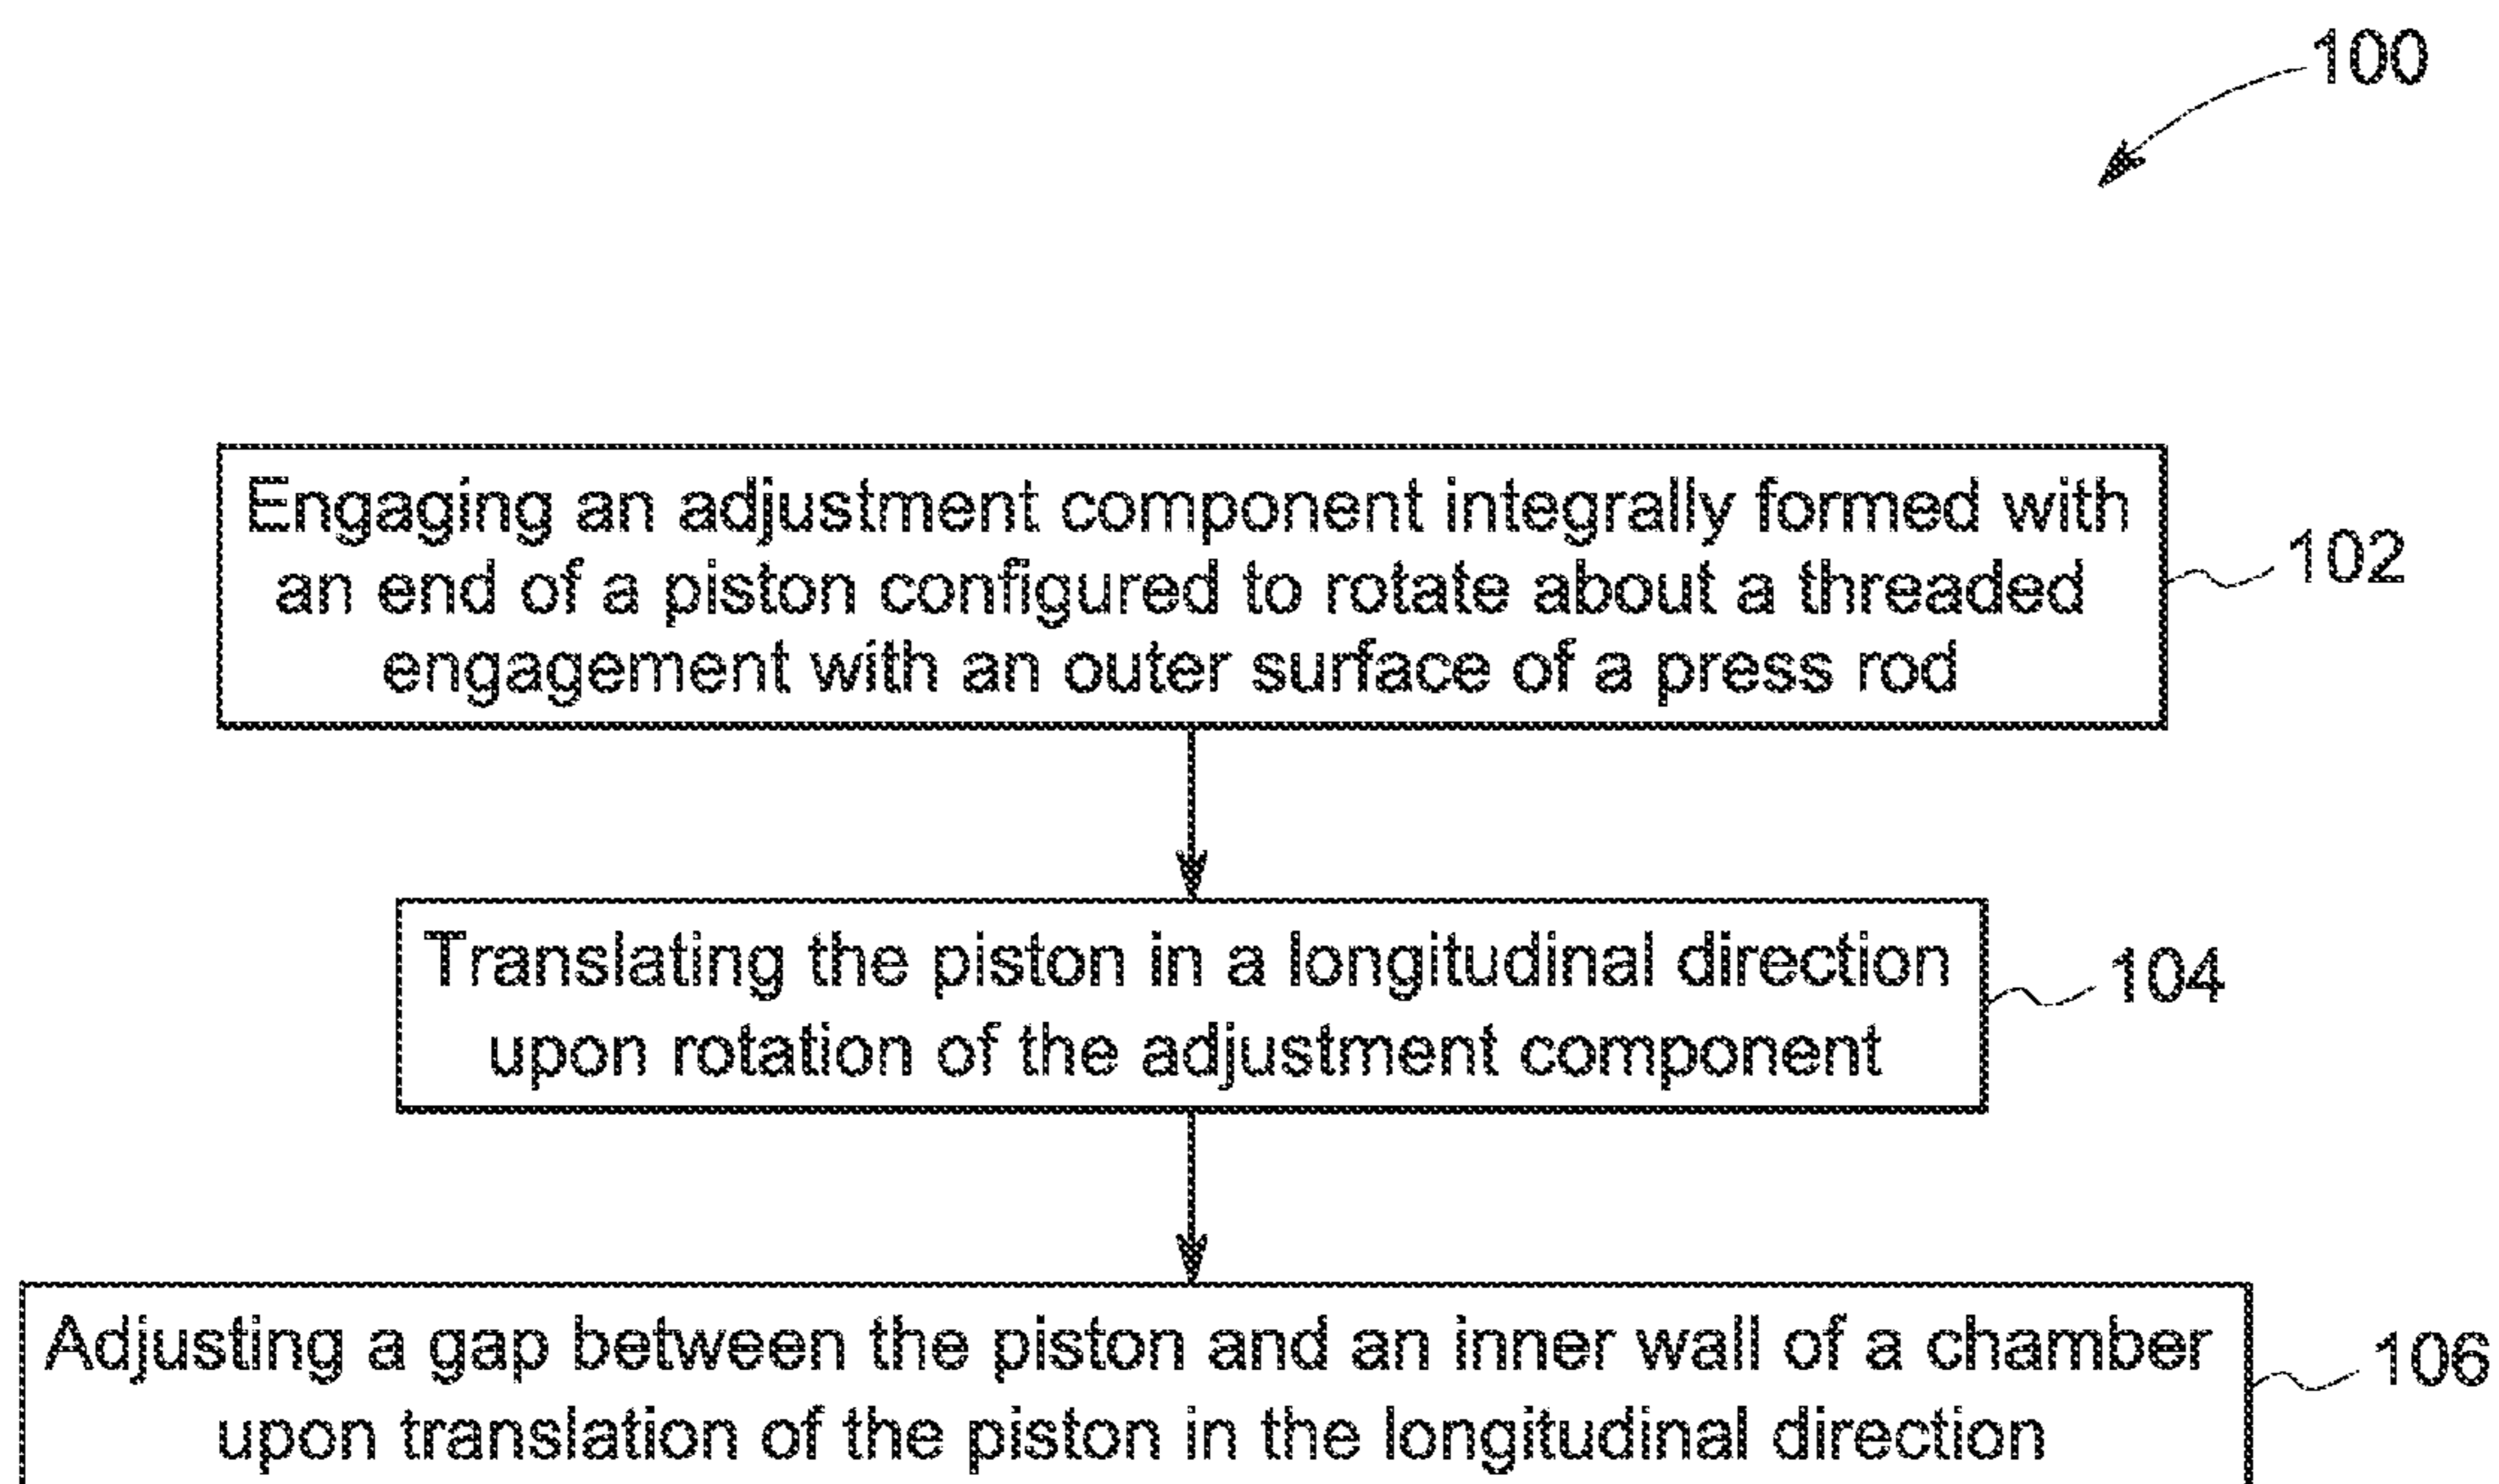 100
Engaging an adjustment component integrally formed with
an end of a piston configured to rotate about a threaded
engagement with an outer surface of a press rod
102
Translating the piston in a longitudinal direction
upon rotation of the adjustment component
104
Adjusting a gap between the piston and an inner wall of a chamber
upon translation of the piston in the longitudinal direction
106